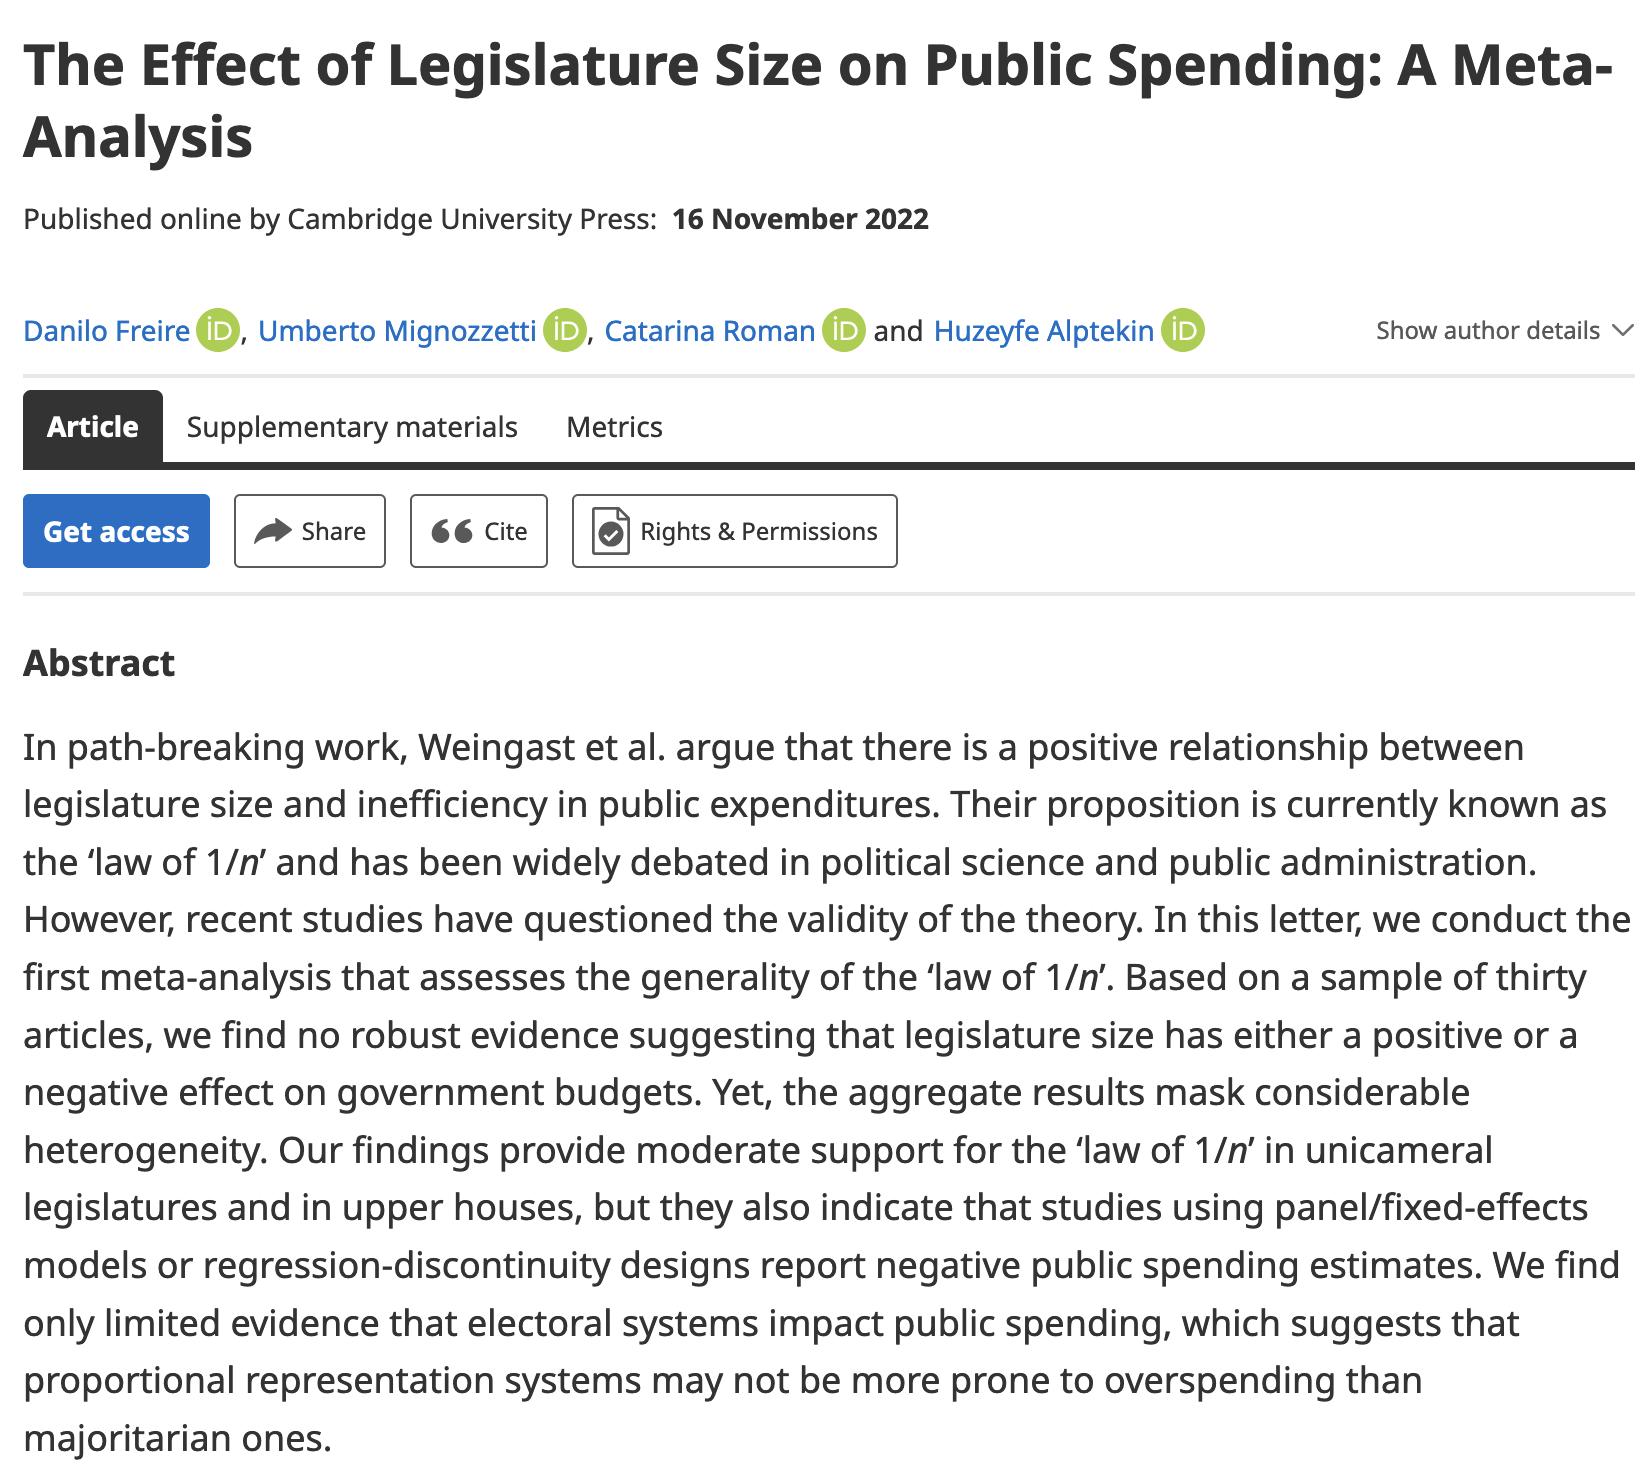 The Effect of Legislature Size on Public Spending: A Meta-
Analysis
Published online by Cambridge University Press: 16 November 2022
Danilo Freire iD, Umberto Mignozzetti iD, Catarina Roman iD and Huzeyfe Alptekin iD Show author details
Article Supplementary materials Metrics
Get access Share Cite Rights & Permissions
Abstract
In path-breaking work, Weingast et al. argue that there is a positive relationship between
legislature size and inefficiency in public expenditures. Their proposition is currently known as
the ‘law of 1/n’ and has been widely debated in political science and public administration.
However, recent studies have questioned the validity of the theory. In this letter, we conduct the
first meta-analysis that assesses the generality of the ‘law of 1/n’. Based on a sample of thirty
articles, we find no robust evidence suggesting that legislature size has either a positive or a
negative effect on government budgets. Yet, the aggregate results mask considerable
heterogeneity. Our findings provide moderate support for the ‘law of 1/n’ in unicameral
legislatures and in upper houses, but they also indicate that studies using panel/fixed-effects
models or regression-discontinuity designs report negative public spending estimates. We find
only limited evidence that electoral systems impact public spending, which suggests that
proportional representation systems may not be more prone to overspending than
majoritarian ones.